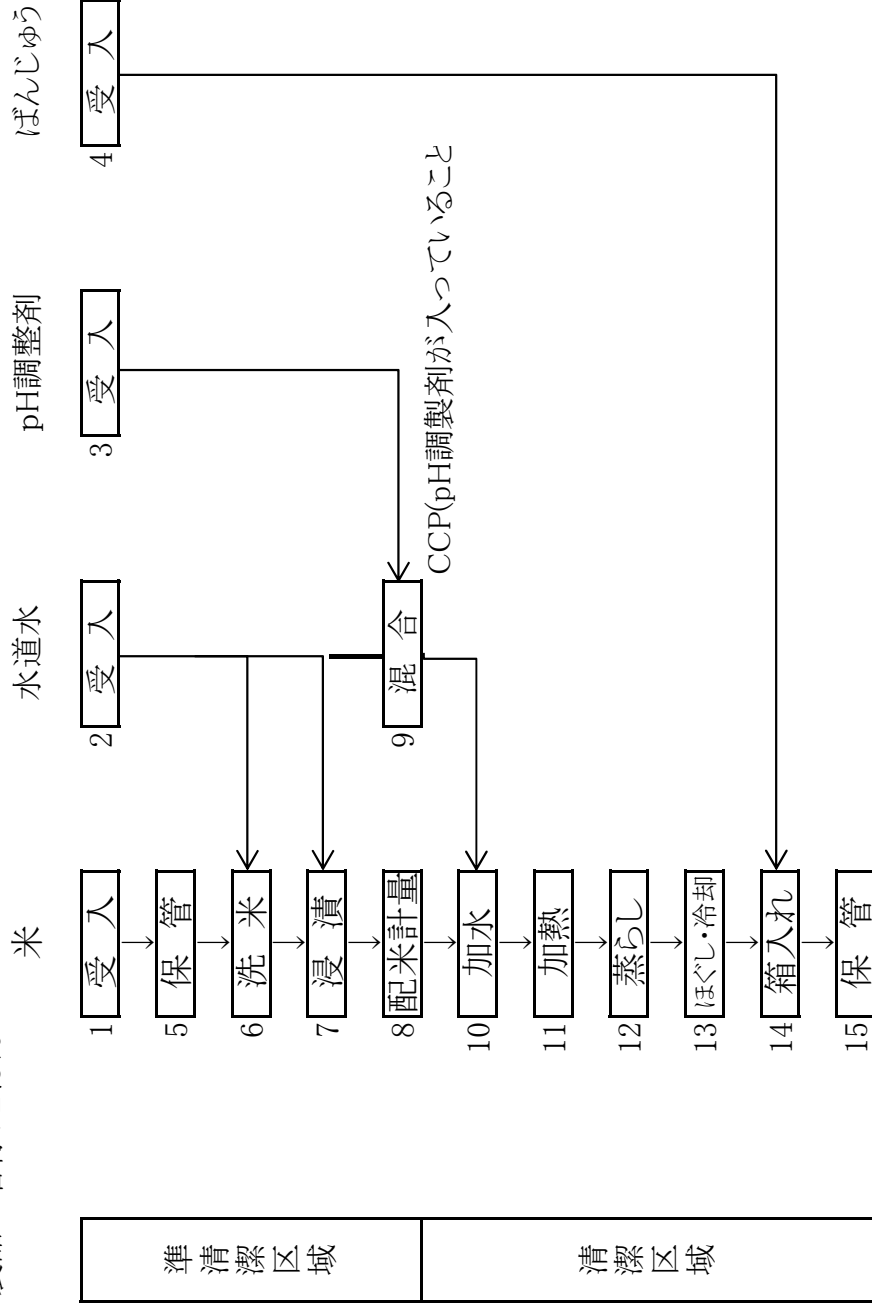 米
水道水
pH調整剤
ばんじゅう
1 受 入
2 受 入
3 受 入
4 受 入
5 保 管
6 洗 米
7 浸 漬
8 配米計量
9 混 合
CCP(pH調製剤が入っていること
10 加水
11 加熱
12 蒸らし
13 ほぐし・冷却
14 箱入れ
15 保 管
準清潔区域
清潔区域